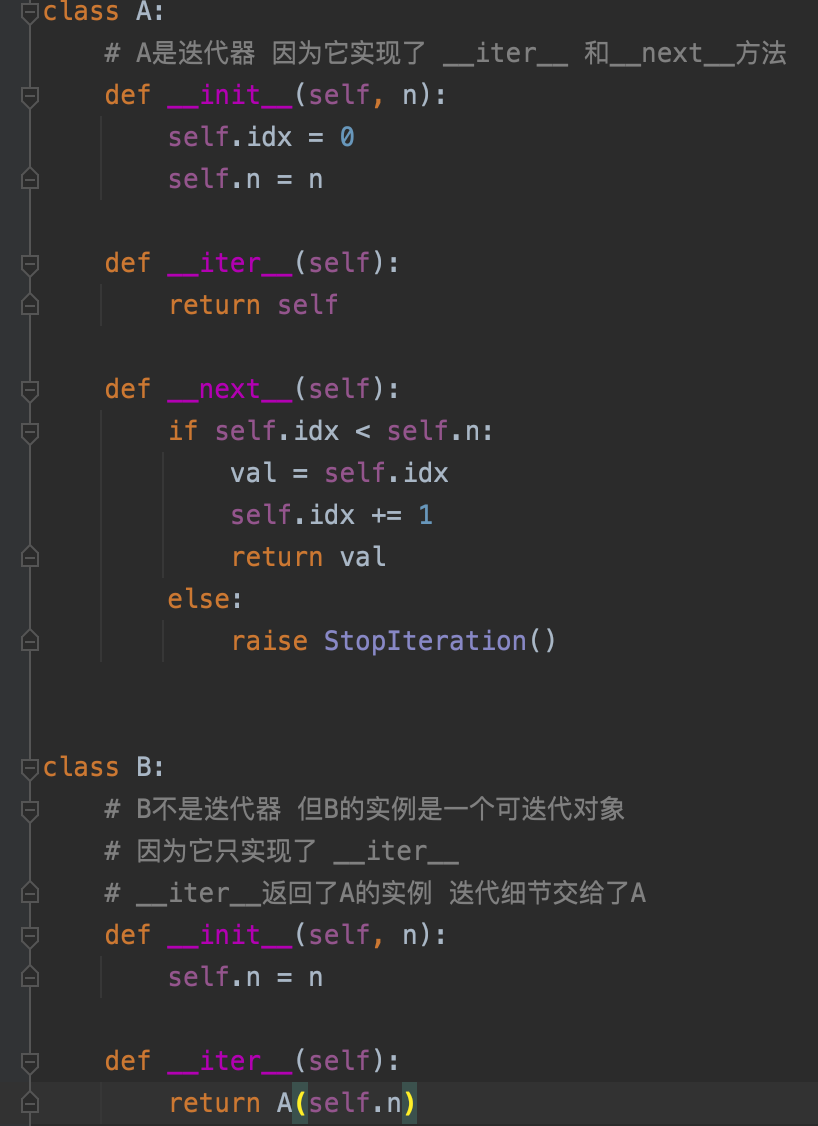 class A:
    # A是迭代器 因为它实现了 __iter__ 和__next__方法
    def __init__(self, n):
        self.idx = 0
        self.n = n

    def __iter__(self):
        return self

    def __next__(self):
        if self.idx < self.n:
            val = self.idx
            self.idx += 1
            return val
        else:
            raise StopIteration()


class B:
    # B不是迭代器 但B的实例是一个可迭代对象
    # 因为它只实现了 __iter__
    # __iter__返回了A的实例 迭代细节交给了A
    def __init__(self, n):
        self.n = n

    def __iter__(self):
        return A(self.n)